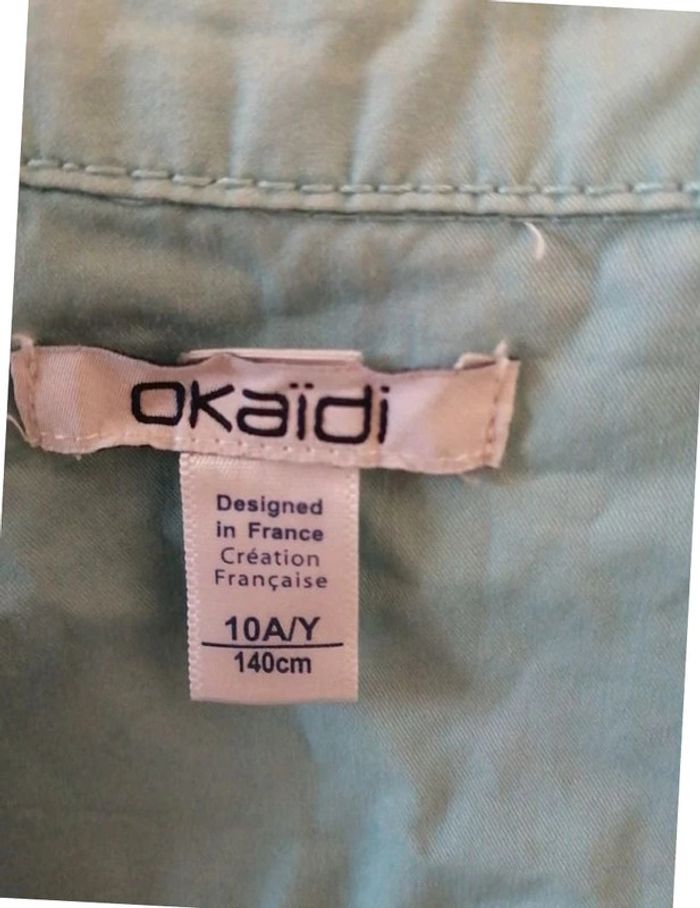 okaïdi
Designed
in France
Création
Française
10A/Y
140cm